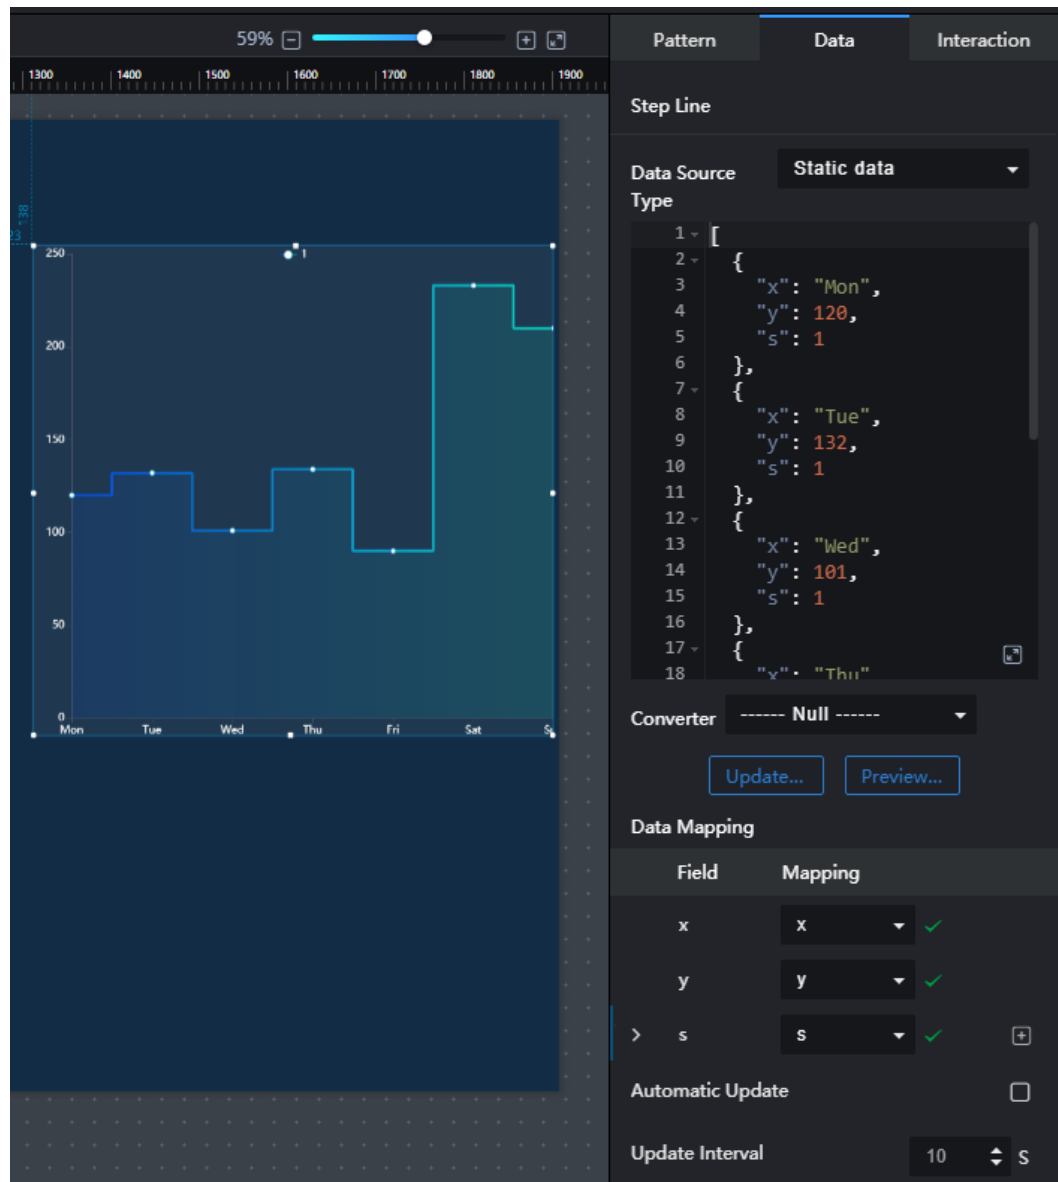 59%
Pattern Data Interaction
1300 1400 1500 1600 1700 1800 1900
Step Line
Data Source Type
Static data
1 [
2 {
3 "x": "Mon",
4 "y": 120,
5 "s": 1
6 },
7 {
8 "x": "Tue",
9 "y": 132,
10 "s": 1
11 },
12 {
13 "x": "Wed",
14 "y": 101,
15 "s": 1
16 },
17 {
18 "x": "Thu"
138
1
250
200
150
100
50
0
Mon Tue Wed Thu Fri Sat
Converter ------ Null ------
Update... Preview...
Data Mapping
Field Mapping
x x
y y
s s
Automatic Update
Update Interval 10 S